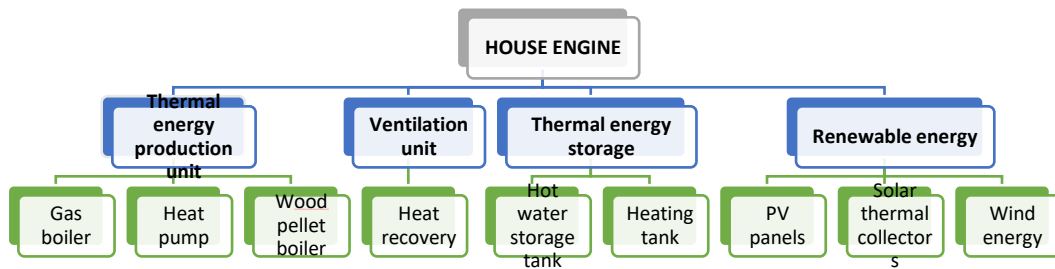 HOUSE ENGINE
Thermal
energy
production
unit
Ventilation
unit
Thermal energy
storage
Renewable energy
Gas
boiler
Heat
pump
Wood
pellet
boiler
Heat
recovery
Hot
water
storage
tank
Heating
tank
PV
panels
Solar
thermal
collector
s
Wind
energy